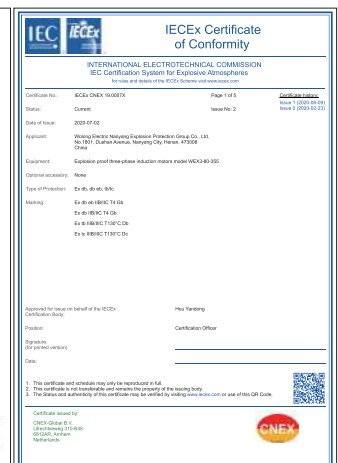 IEC
IECEx
IECEx Certificate
of Conformity
INTERNATIONAL ELECTROTECHNICAL COMMISSION
IEC Certification System for Explosive Atmospheres
for rules and details of the IECEx Scheme visit www.iecex.com
Certificate No.: IECEx CNEX 19.0007X Page 1 of 5 Certificate history:
Issue 1 (2020-06-09)
Status: Current Issue No: 2 Issue 0 (2020-02-23)
Date of Issue: 2020-07-02
Applicant: Wolong Electric Nanyang Explosion Protection Group Co., Ltd.
No.1801, Dushan Avenue, Nanyang City, Henan, 473008
China
Equipment: Explosion proof three-phase induction motors model WEX3-80-355
Optional accessory: None
Type of Protection: Ex db, db eb, tb/tc
Marking: Ex db eb IIB/IIC T4 Gb
Ex db IIB/IIC T4 Gb
Ex tb IIIB/IIIC T130°C Db
Ex tc IIIB/IIIC T130°C Dc
Approved for issue on behalf of the IECEx Hou Yandong
Certification Body:
Position: Certification Officer
Signature:
(for printed version)
Date:
1. This certificate and schedule may only be reproduced in full.
2. This certificate is not transferable and remains the property of the issuing body.
3. The Status and authenticity of this certificate may be verified by visiting www.iecex.com or use of this QR Code.
Certificate issued by:
CNEX-Global B.V.
Utrechtseweg 310-B38
6812AR, Arnhem
Netherlands
CNEX